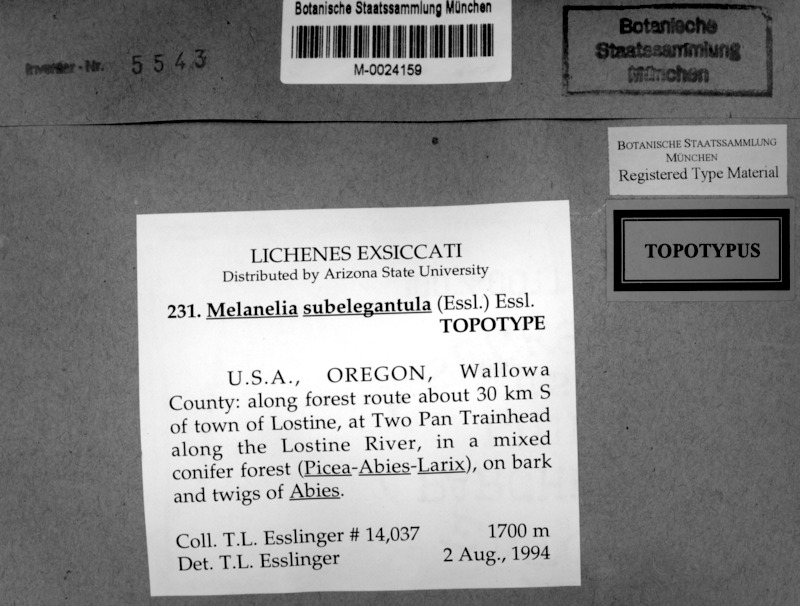 Botanische Staatssammlung München
M-0024159
Inventar-Nr. 5543
Botanische
Staatssammlung
München
BOTANISCHE STAATSSAMMLUNG
MÜNCHEN
Registered Type Material
TOPOTYPUS
LICHENES EXSICCATI
Distributed by Arizona State University
231. Melanelia subelegantula (Essl.) Essl.
TOPOTYPE
U.S.A., OREGON, Wallowa
County: along forest route about 30 km S
of town of Lostine, at Two Pan Trainhead
along the Lostine River, in a mixed
conifer forest (Picea-Abies-Larix), on bark
and twigs of Abies.
Coll. T.L. Esslinger # 14,037 1700 m
Det. T.L. Esslinger 2 Aug., 1994